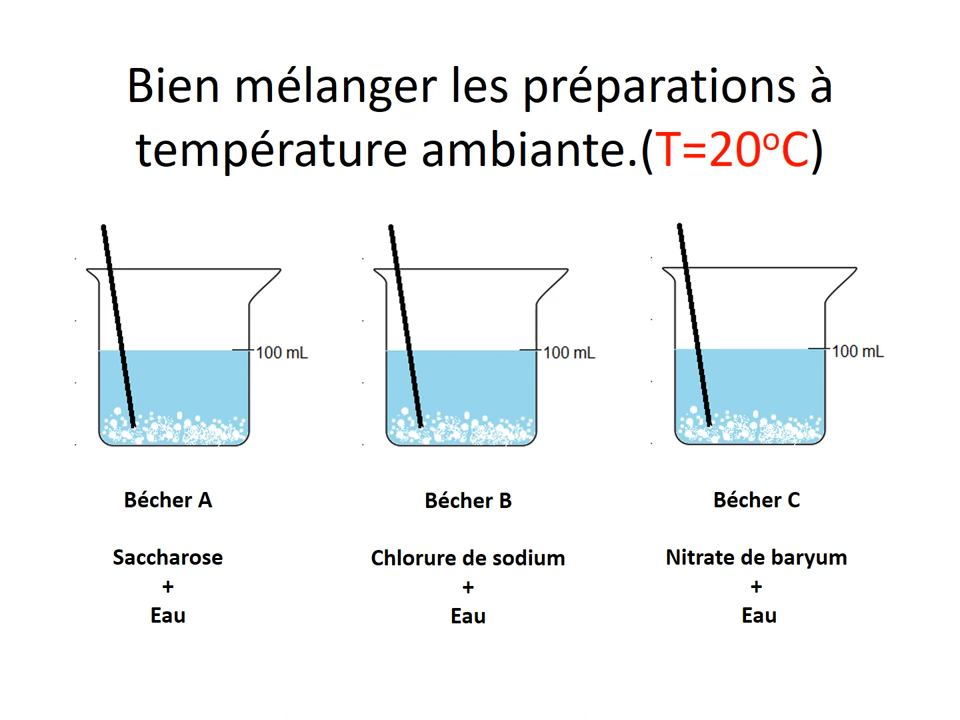 Bien mélanger les préparations à
température ambiante.(T=20°C)
100 mL
100 mL
100 mL
Bécher A
Bécher B
Bécher C
Saccharose
+
Eau
Chlorure de sodium
+
Eau
Nitrate de baryum
+
Eau